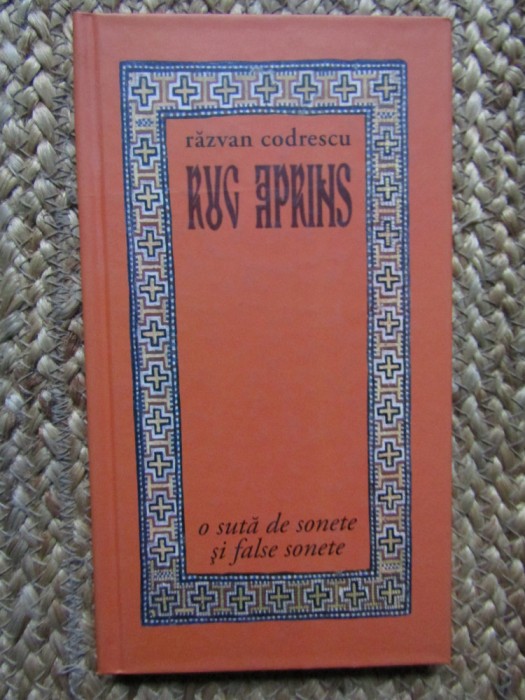 răzvan codrescu
RUG APRINS
o sută de sonete
şi false sonete